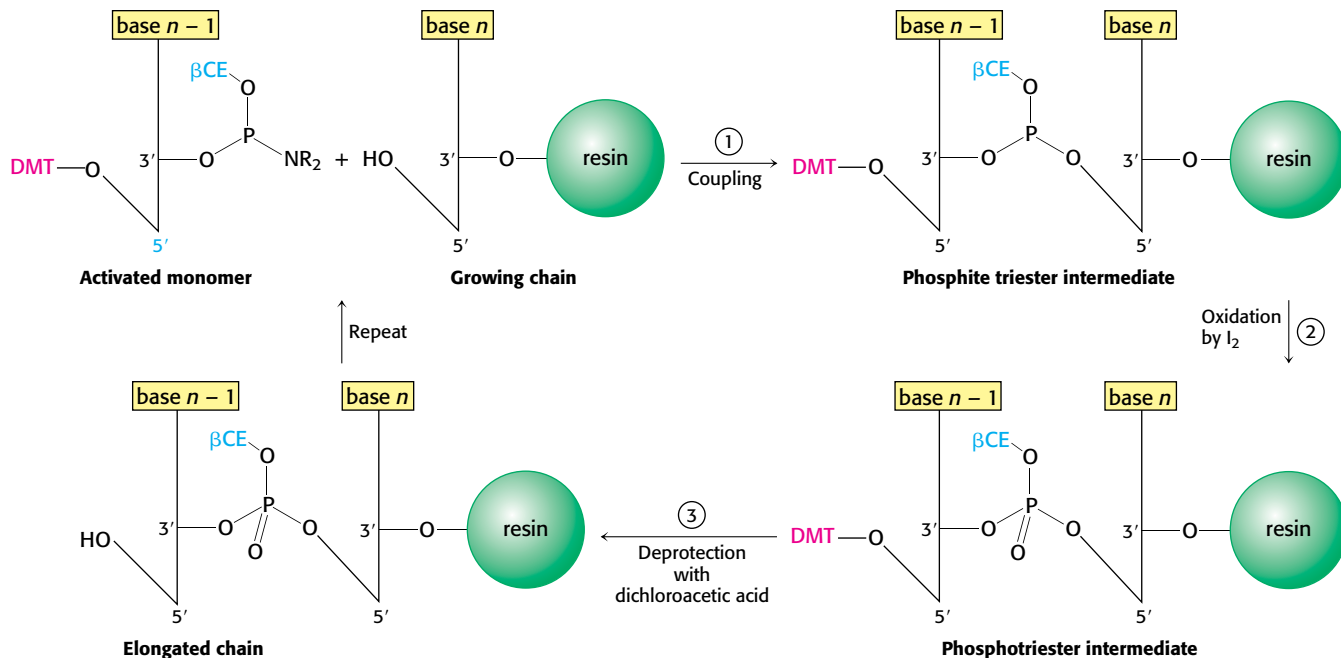 base n – 1
base n
βCE
O
P
DMT
O
3′
O
NR2
+
HO
3′
O
resin
5′
5′
Activated monomer
Growing chain
1
Coupling
base n – 1
base n
βCE
O
P
DMT
O
3′
O
O
3′
O
resin
5′
5′
Phosphite triester intermediate
Oxidation
by I2
2
Repeat
base n – 1
base n
βCE
O
P
HO
3′
O
O
O
3′
O
resin
5′
5′
Elongated chain
3
Deprotection
with
dichloroacetic acid
base n – 1
base n
βCE
O
P
DMT
O
3′
O
O
O
3′
O
resin
5′
5′
Phosphotriester intermediate